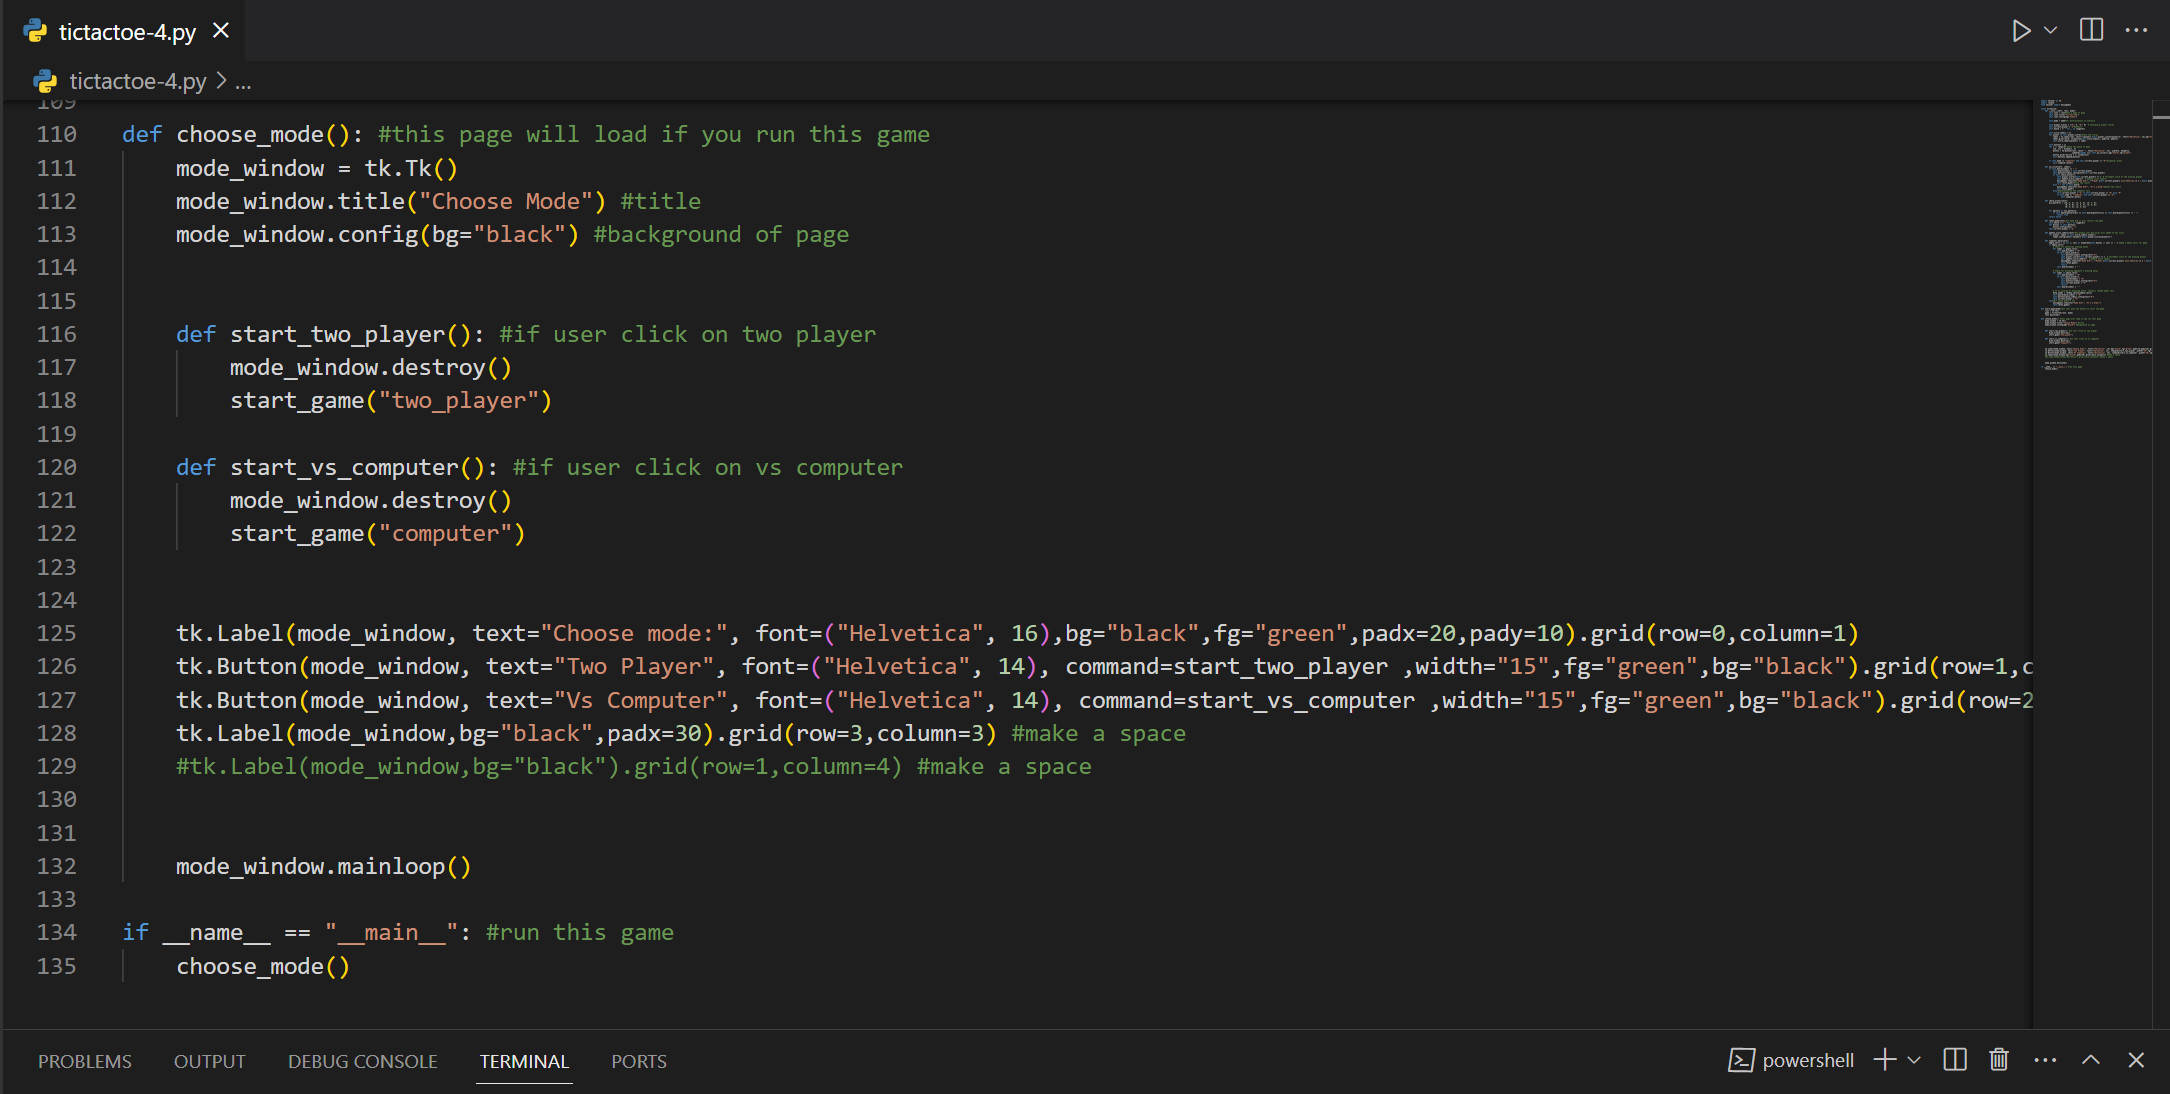 tictactoe-4.py
tictactoe-4.py > ...
109
110 def choose_mode(): #this page will load if you run this game
111     mode_window = tk.Tk()
112     mode_window.title("Choose Mode") #title
113     mode_window.config(bg="black") #background of page
114
115
116     def start_two_player(): #if user click on two player
117         mode_window.destroy()
118         start_game("two_player")
119
120     def start_vs_computer(): #if user click on vs computer
121         mode_window.destroy()
122         start_game("computer")
123
124
125     tk.Label(mode_window, text="Choose mode:", font=("Helvetica", 16),bg="black",fg="green",padx=20,pady=10).grid(row=0,column=1)
126     tk.Button(mode_window, text="Two Player", font=("Helvetica", 14), command=start_two_player ,width="15",fg="green",bg="black").grid(row=1,c
127     tk.Button(mode_window, text="Vs Computer", font=("Helvetica", 14), command=start_vs_computer ,width="15",fg="green",bg="black").grid(row=2
128     tk.Label(mode_window,bg="black",padx=30).grid(row=3,column=3) #make a space
129     #tk.Label(mode_window,bg="black").grid(row=1,column=4) #make a space
130
131
132     mode_window.mainloop()
133
134 if __name__ == "__main__": #run this game
135     choose_mode()
PROBLEMS OUTPUT DEBUG CONSOLE TERMINAL PORTS powershell